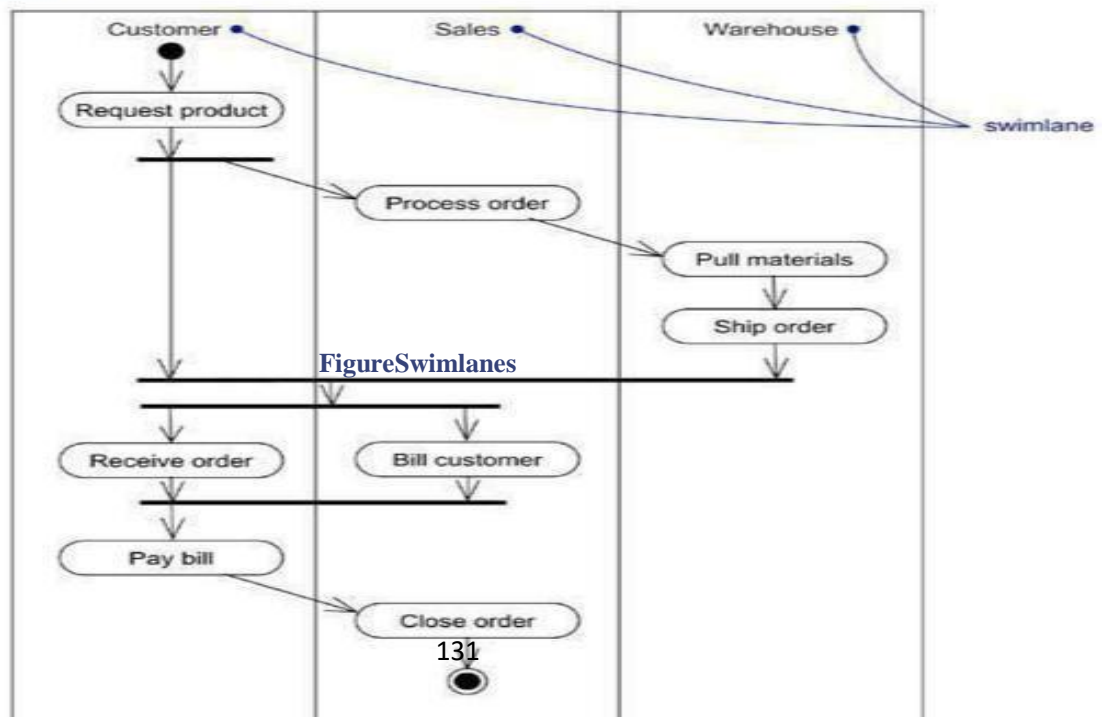 Customer
Sales
Warehouse
Request product
swimlane
Process order
Pull materials
Ship order
FigureSwimlanes
Receive order
Bill customer
Pay bill
Close order
131